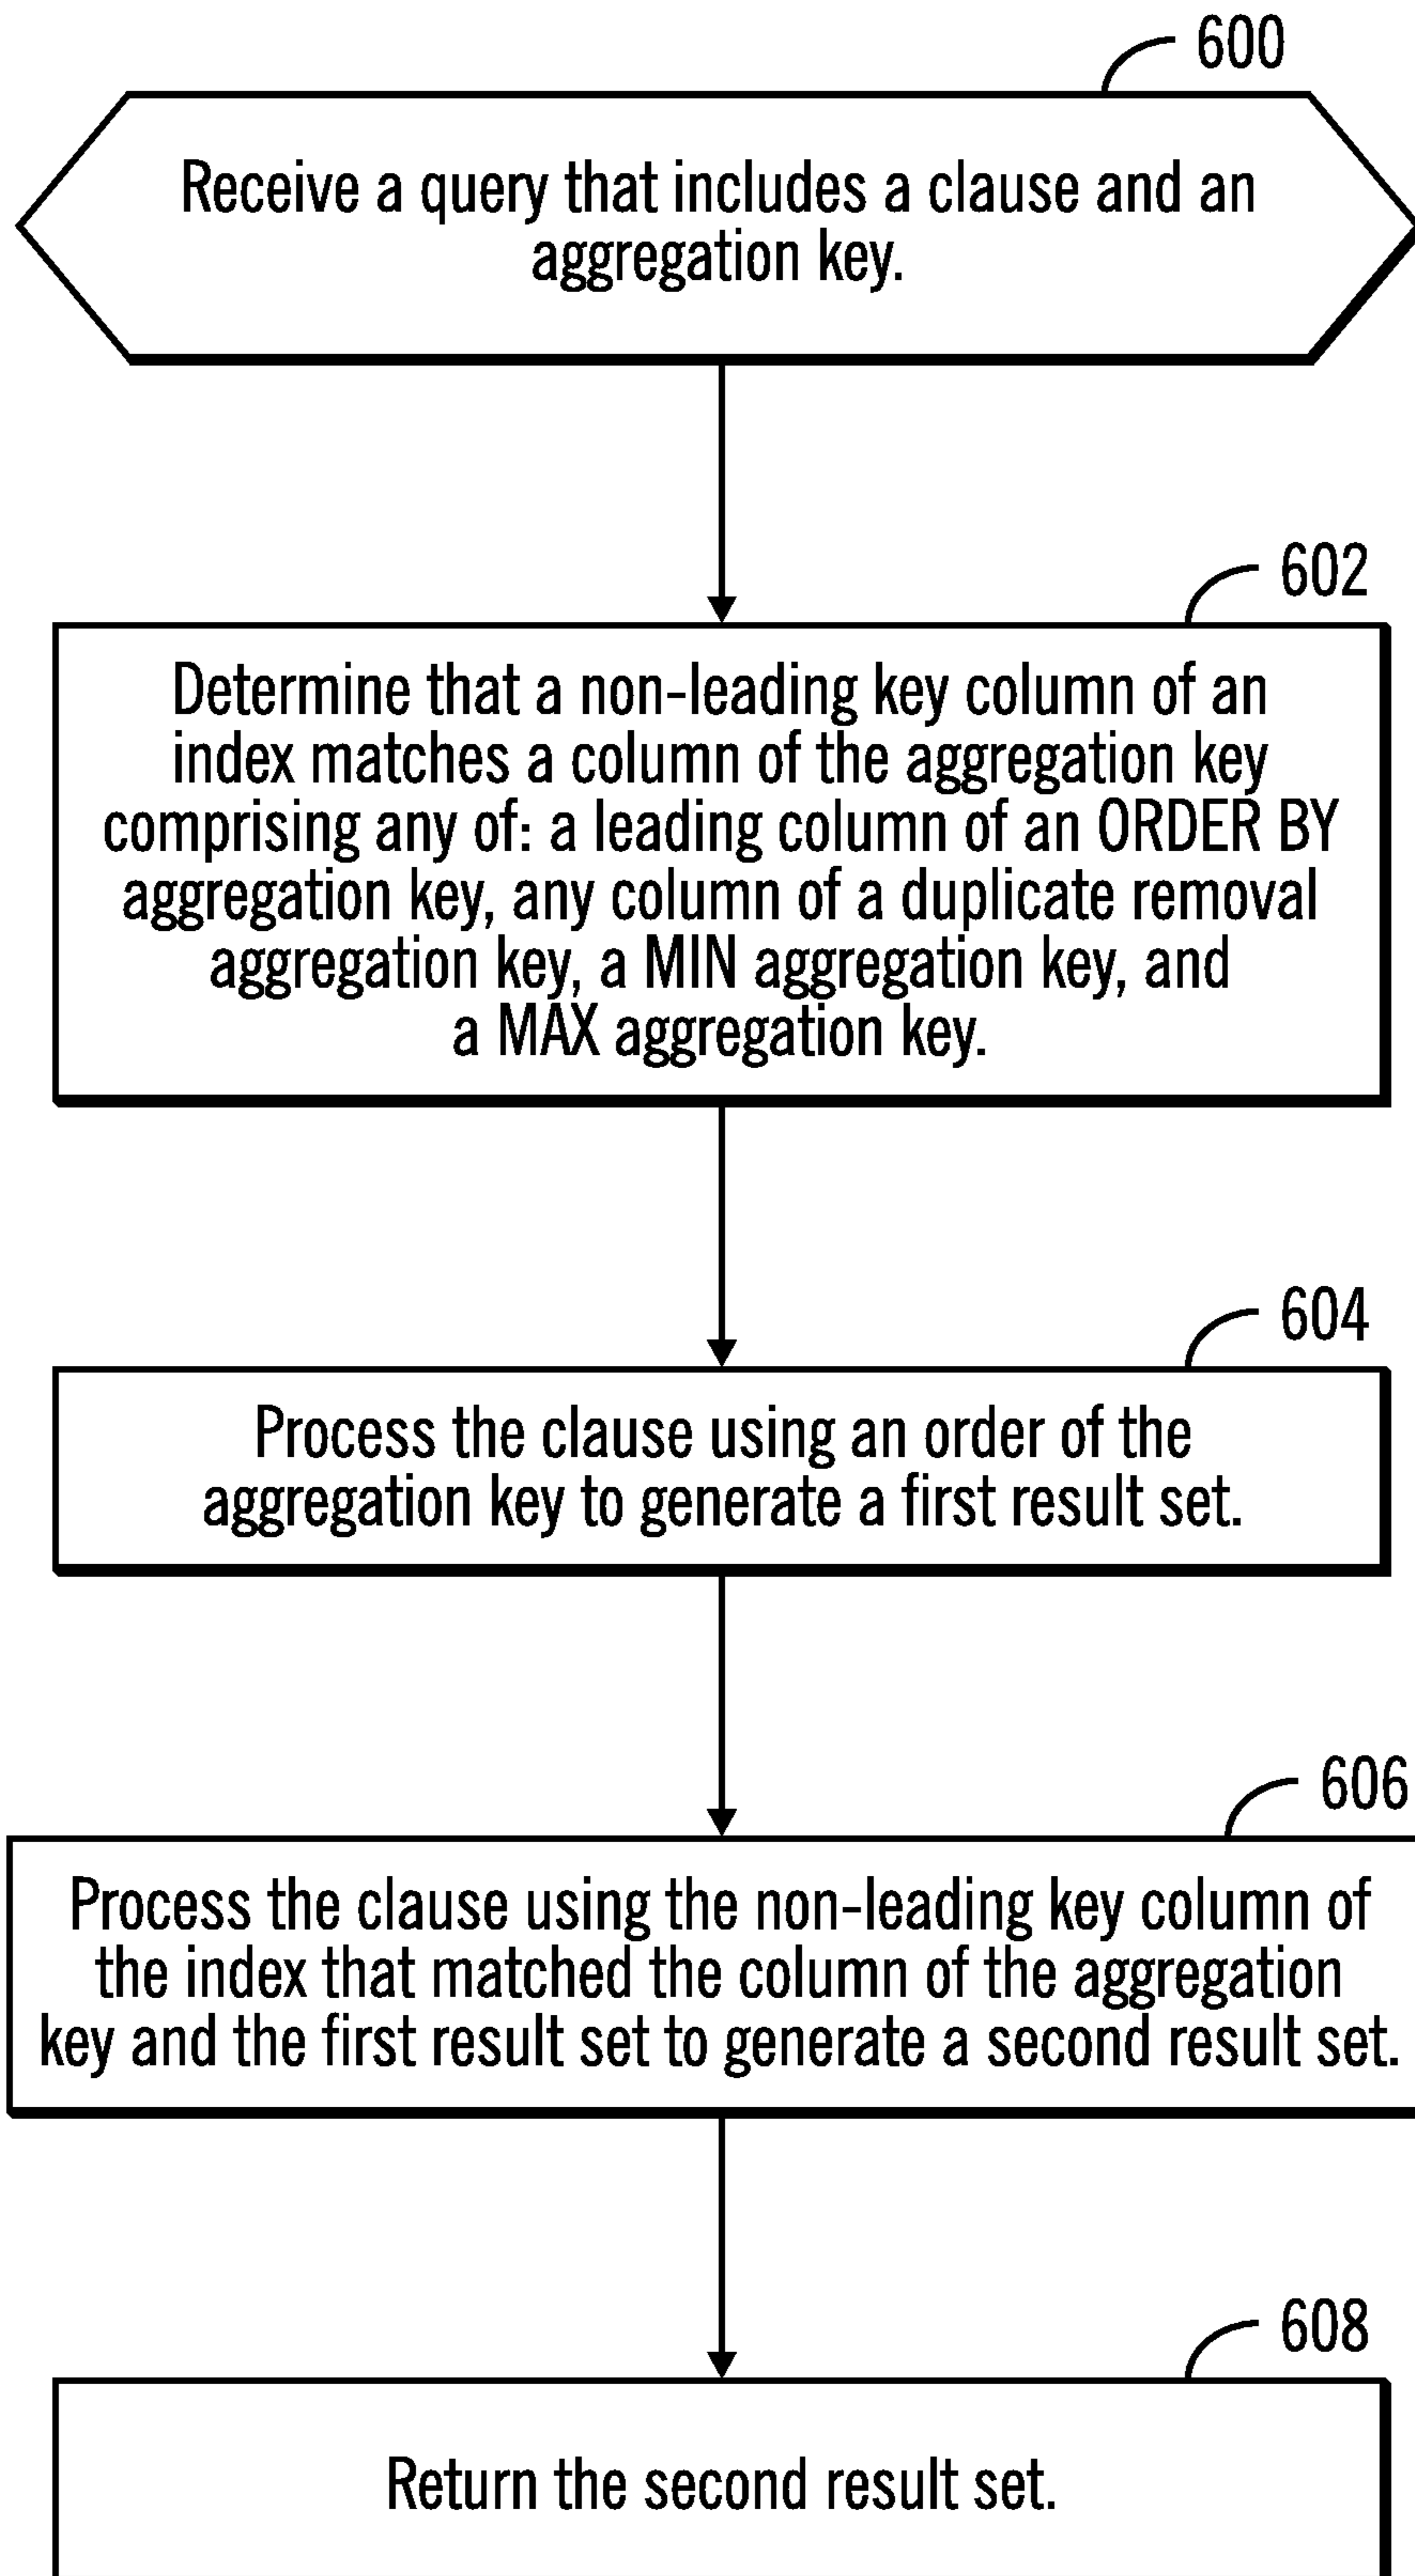 600
Receive a query that includes a clause and an
aggregation key.
602
Determine that a non-leading key column of an
index matches a column of the aggregation key
comprising any of: a leading column of an ORDER BY
aggregation key, any column of a duplicate removal
aggregation key, a MIN aggregation key, and
a MAX aggregation key.
604
Process the clause using an order of the
aggregation key to generate a first result set.
606
Process the clause using the non-leading key column of
the index that matched the column of the aggregation
key and the first result set to generate a second result set.
608
Return the second result set.